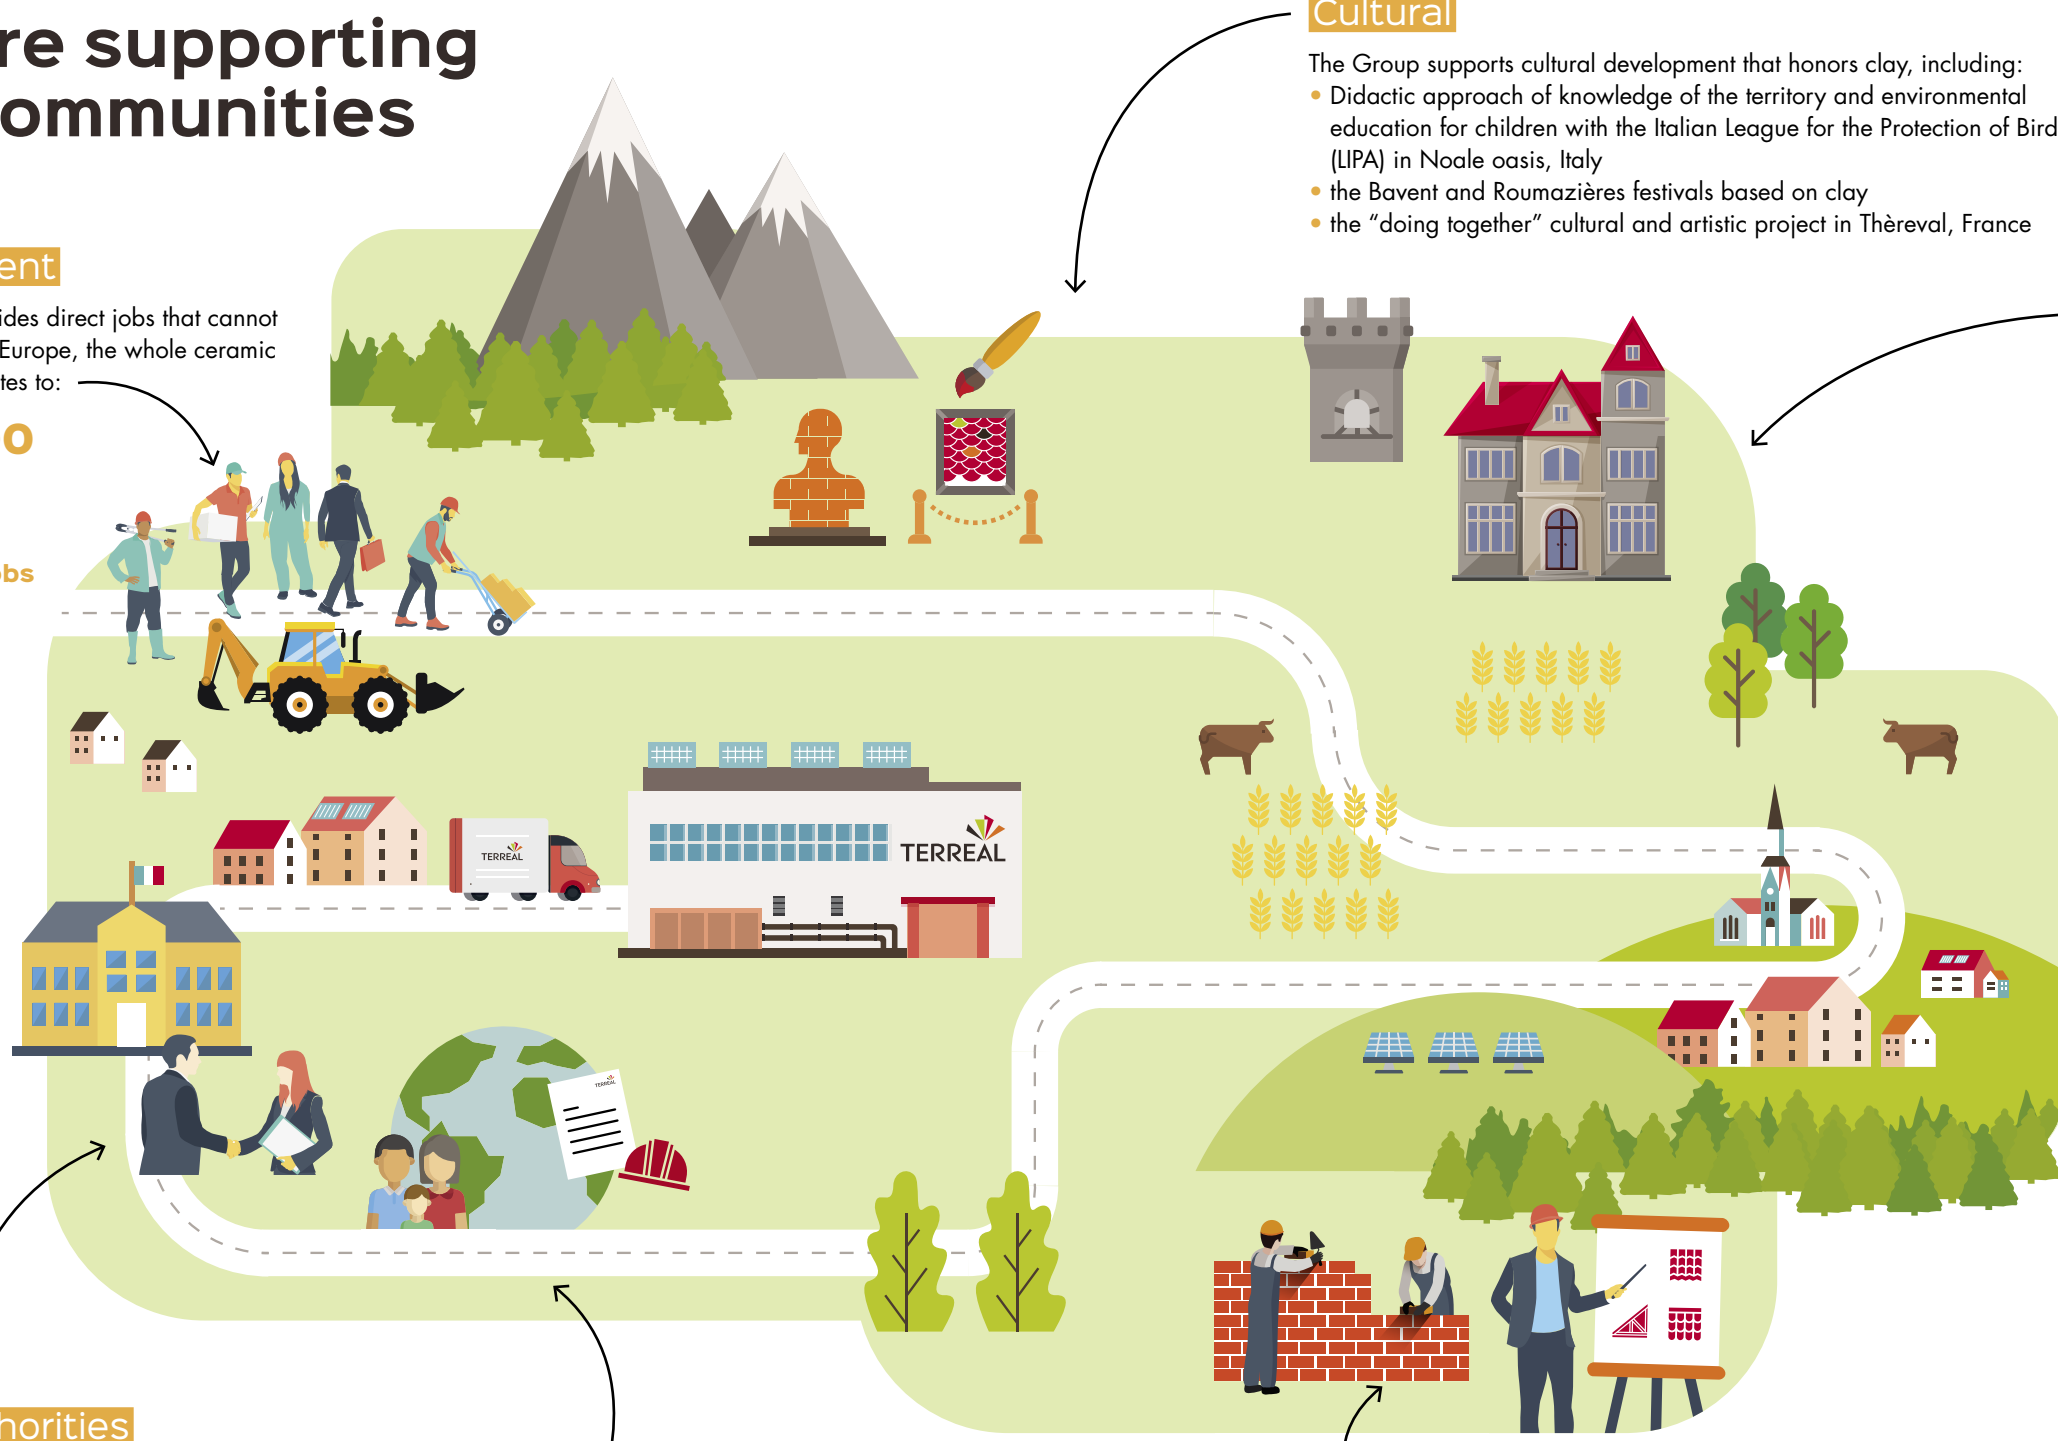 re supporting
ommunities
Cultural
The Group supports cultural development that honors clay, including:
• Didactic approach of knowledge of the territory and environmental
education for children with the Italian League for the Protection of Bird
(LIPA) in Noale oasis, Italy
• the Bavent and Roumazières festivals based on clay
• the “doing together” cultural and artistic project in Thèreval, France
ent
ides direct jobs that cannot
Europe, the whole ceramic
tes to:
0
obs
TERREAL
TERREAL
TERREAL
horities